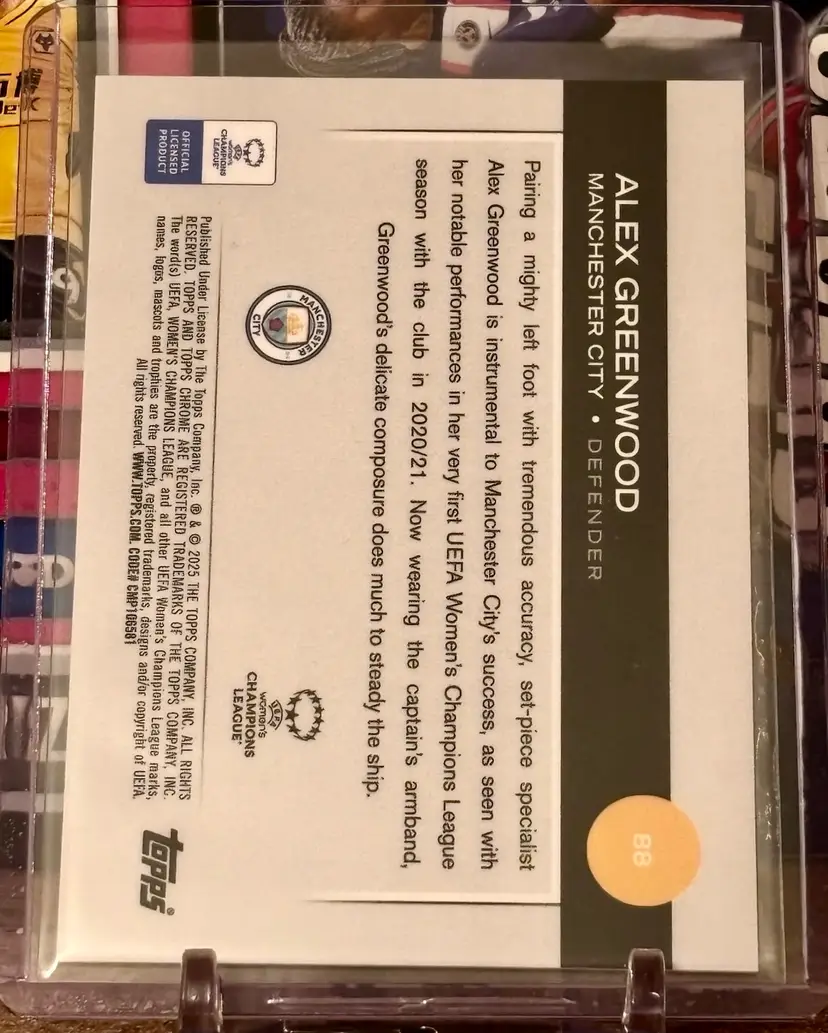 ALEX GREENWOOD
MANCHESTER CITY • DEFENDER
88
Pairing a mighty left foot with tremendous accuracy, set-piece specialist
Alex Greenwood is instrumental to Manchester City's success, as seen with
her notable performances in her very first UEFA Women's Champions League
season with the club in 2020/21. Now wearing the captain's armband,
Greenwood's delicate composure does much to steady the ship.
MANCHESTER
CITY
UEFA
women's
CHAMPIONS
LEAGUE
UEFA
women's
CHAMPIONS
LEAGUE
OFFICIAL
LICENSED
PRODUCT
Published Under License by The Topps Company, Inc. ® & © 2025 THE TOPPS COMPANY, INC. ALL RIGHTS
RESERVED. TOPPS AND TOPPS CHROME ARE REGISTERED TRADEMARKS OF THE TOPPS COMPANY, INC.
The word(s) UEFA, WOMEN'S CHAMPIONS LEAGUE, and all other UEFA Women's Champions League marks,
names, logos, mascots and trophies are the property, registered trademarks, designs and/or copyright of UEFA.
All rights reserved. WWW.TOPPS.COM. CODE# CMP106581
topps®